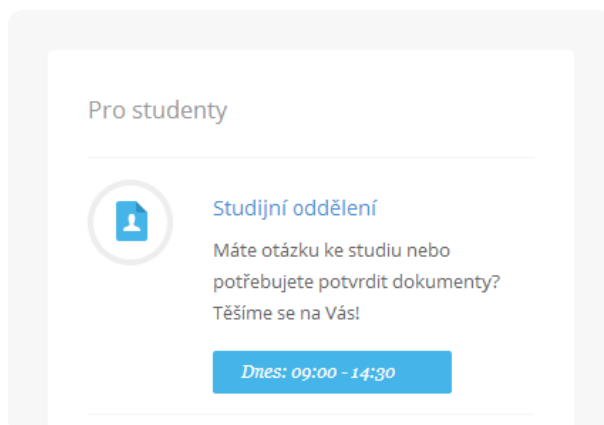 Pro studenty
Studijní oddělení
Máte otázku ke studiu nebo
potřebujete potvrdit dokumenty?
Těšíme se na Vás!
Dnes: 09:00 - 14:30